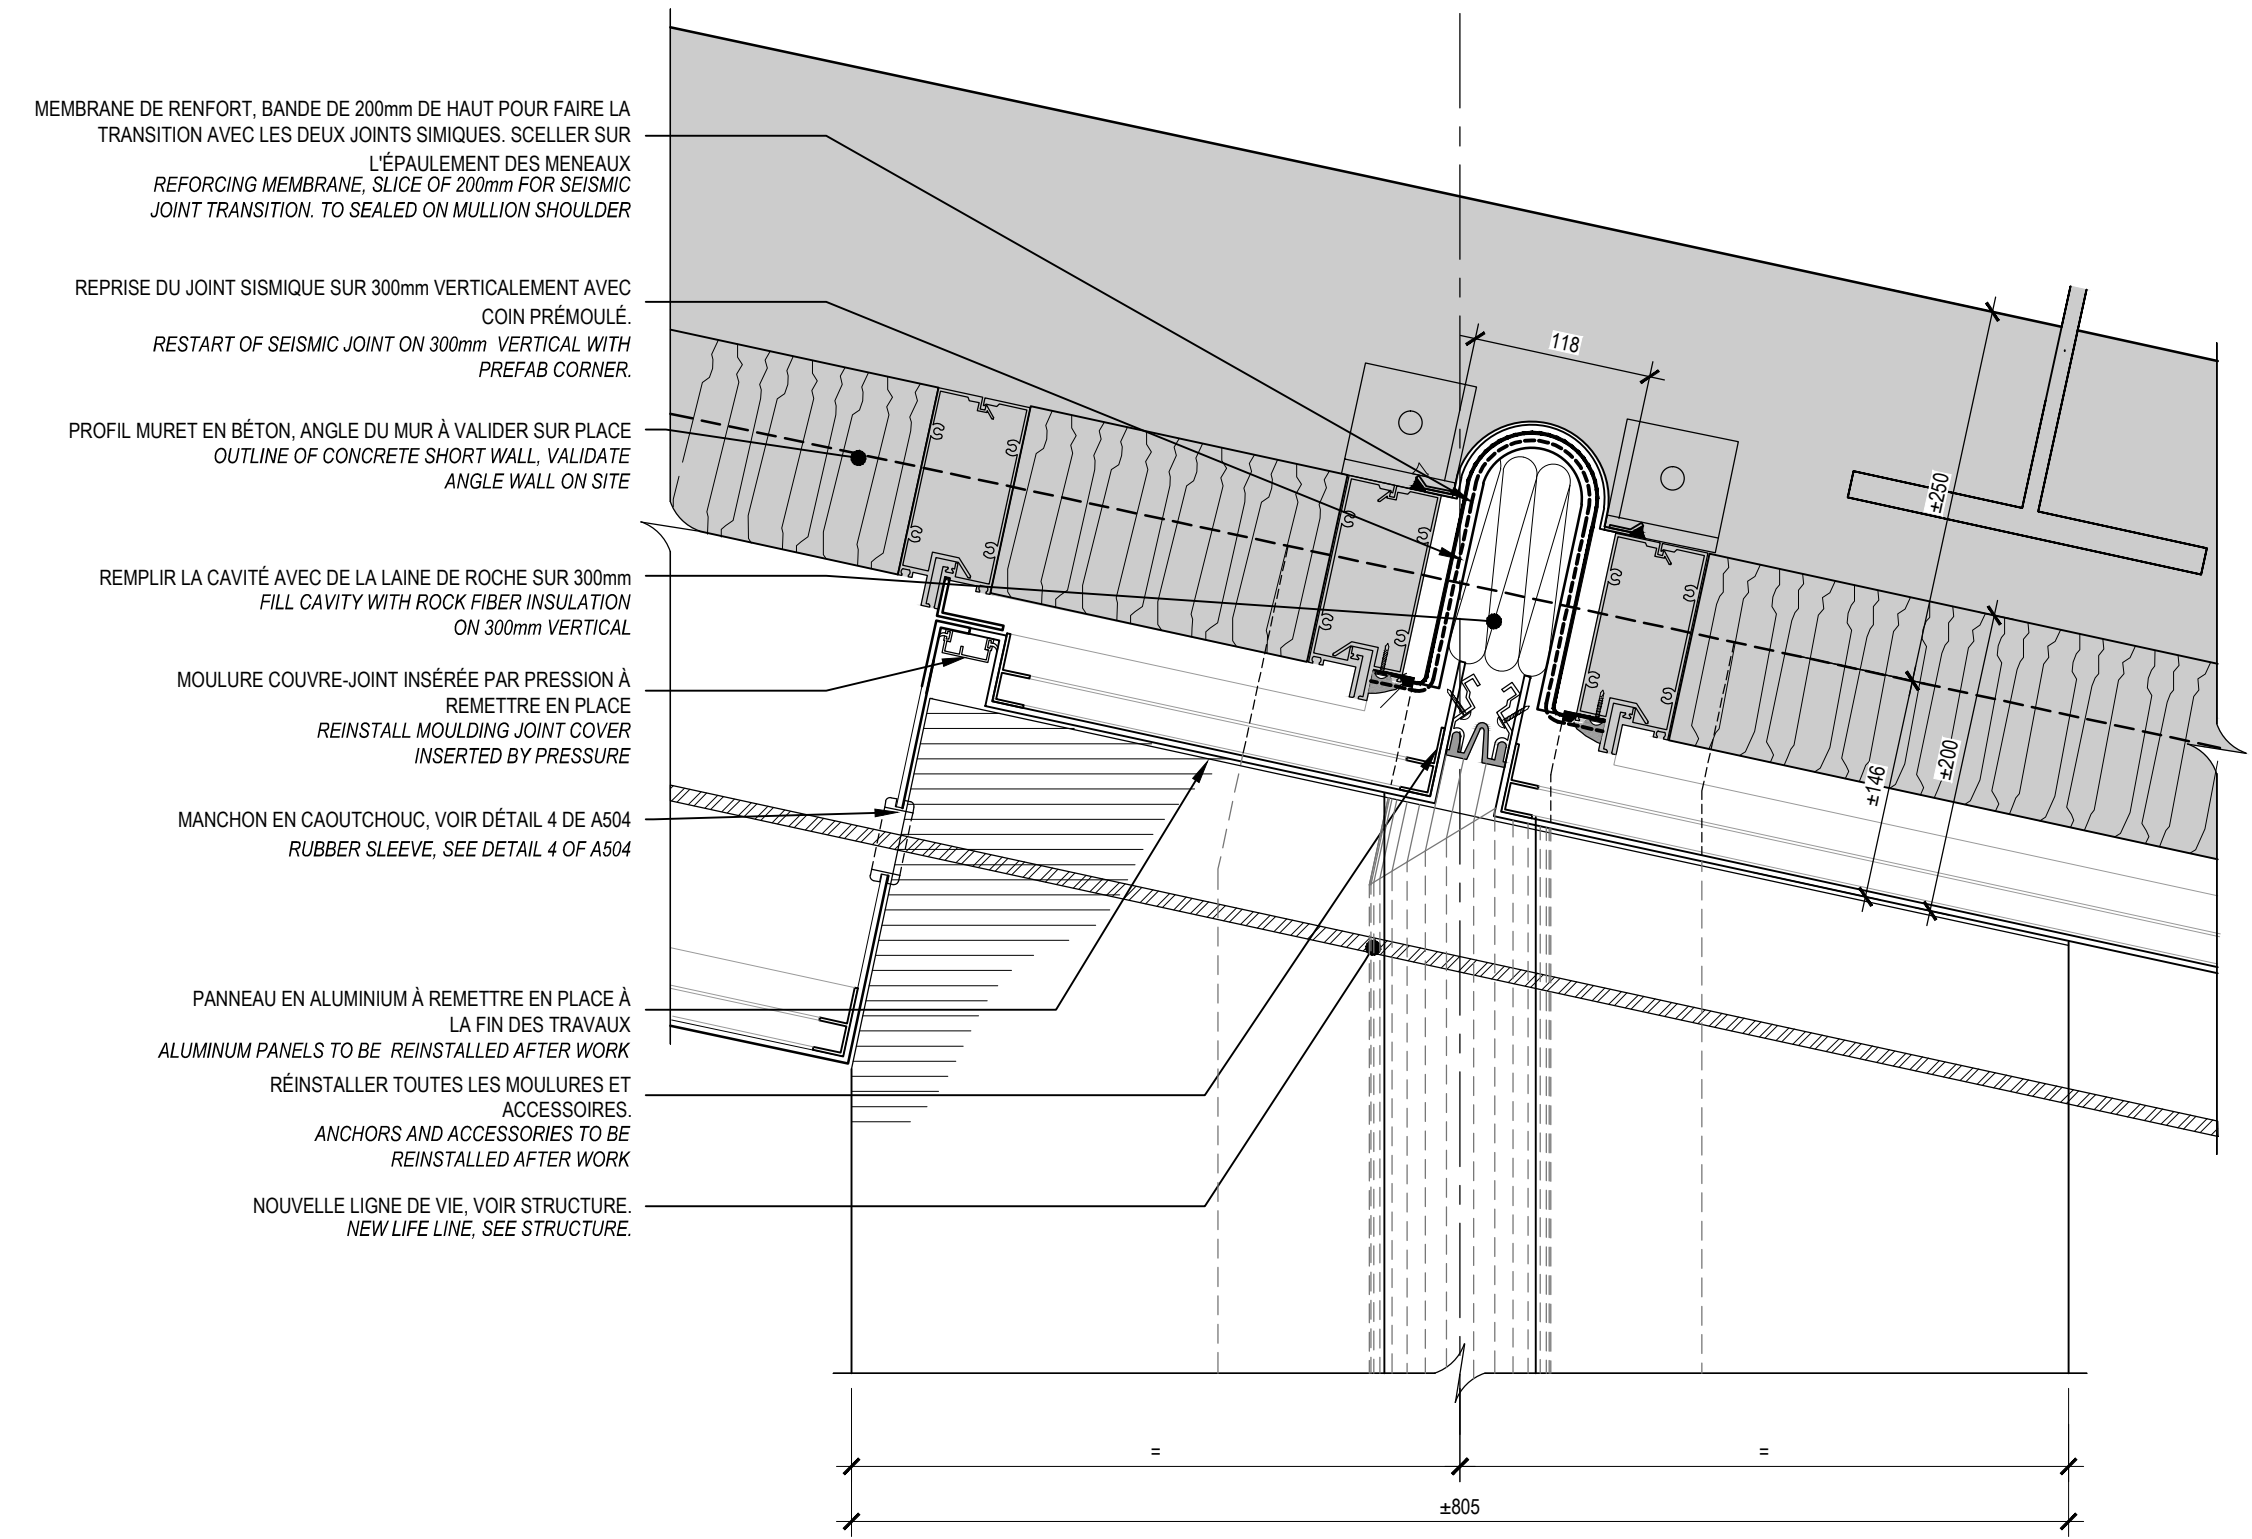 MEMBRANE DE RENFORT, BANDE DE 200mm DE HAUT POUR FAIRE LA
TRANSITION AVEC LES DEUX JOINTS SIMIQUES. SCELLER SUR
L'ÉPAULEMENT DES MENEAUX
REFORCING MEMBRANE, SLICE OF 200mm FOR SEISMIC
JOINT TRANSITION. TO SEALED ON MULLION SHOULDER
REPRISE DU JOINT SISMIQUE SUR 300mm VERTICALEMENT AVEC
COIN PRÉMOULÉ.
RESTART OF SEISMIC JOINT ON 300mm VERTICAL WITH
PREFAB CORNER.
PROFIL MURET EN BÉTON, ANGLE DU MUR À VALIDER SUR PLACE
OUTLINE OF CONCRETE SHORT WALL, VALIDATE
ANGLE WALL ON SITE
REMPLIR LA CAVITÉ AVEC DE LA LAINE DE ROCHE SUR 300mm
FILL CAVITY WITH ROCK FIBER INSULATION
ON 300mm VERTICAL
MOULURE COUVRE-JOINT INSÉRÉE PAR PRESSION À
REMETTRE EN PLACE
REINSTALL MOULDING JOINT COVER
INSERTED BY PRESSURE
MANCHON EN CAOUTCHOUC, VOIR DÉTAIL 4 DE A504
RUBBER SLEEVE, SEE DETAIL 4 OF A504
PANNEAU EN ALUMINIUM À REMETTRE EN PLACE À
LA FIN DES TRAVAUX
ALUMINUM PANELS TO BE REINSTALLED AFTER WORK
RÉINSTALLER TOUTES LES MOULURES ET
ACCESSOIRES.
ANCHORS AND ACCESSORIES TO BE
REINSTALLED AFTER WORK
NOUVELLE LIGNE DE VIE, VOIR STRUCTURE.
NEW LIFE LINE, SEE STRUCTURE.
118
±250
±146
±200
=
=
±805